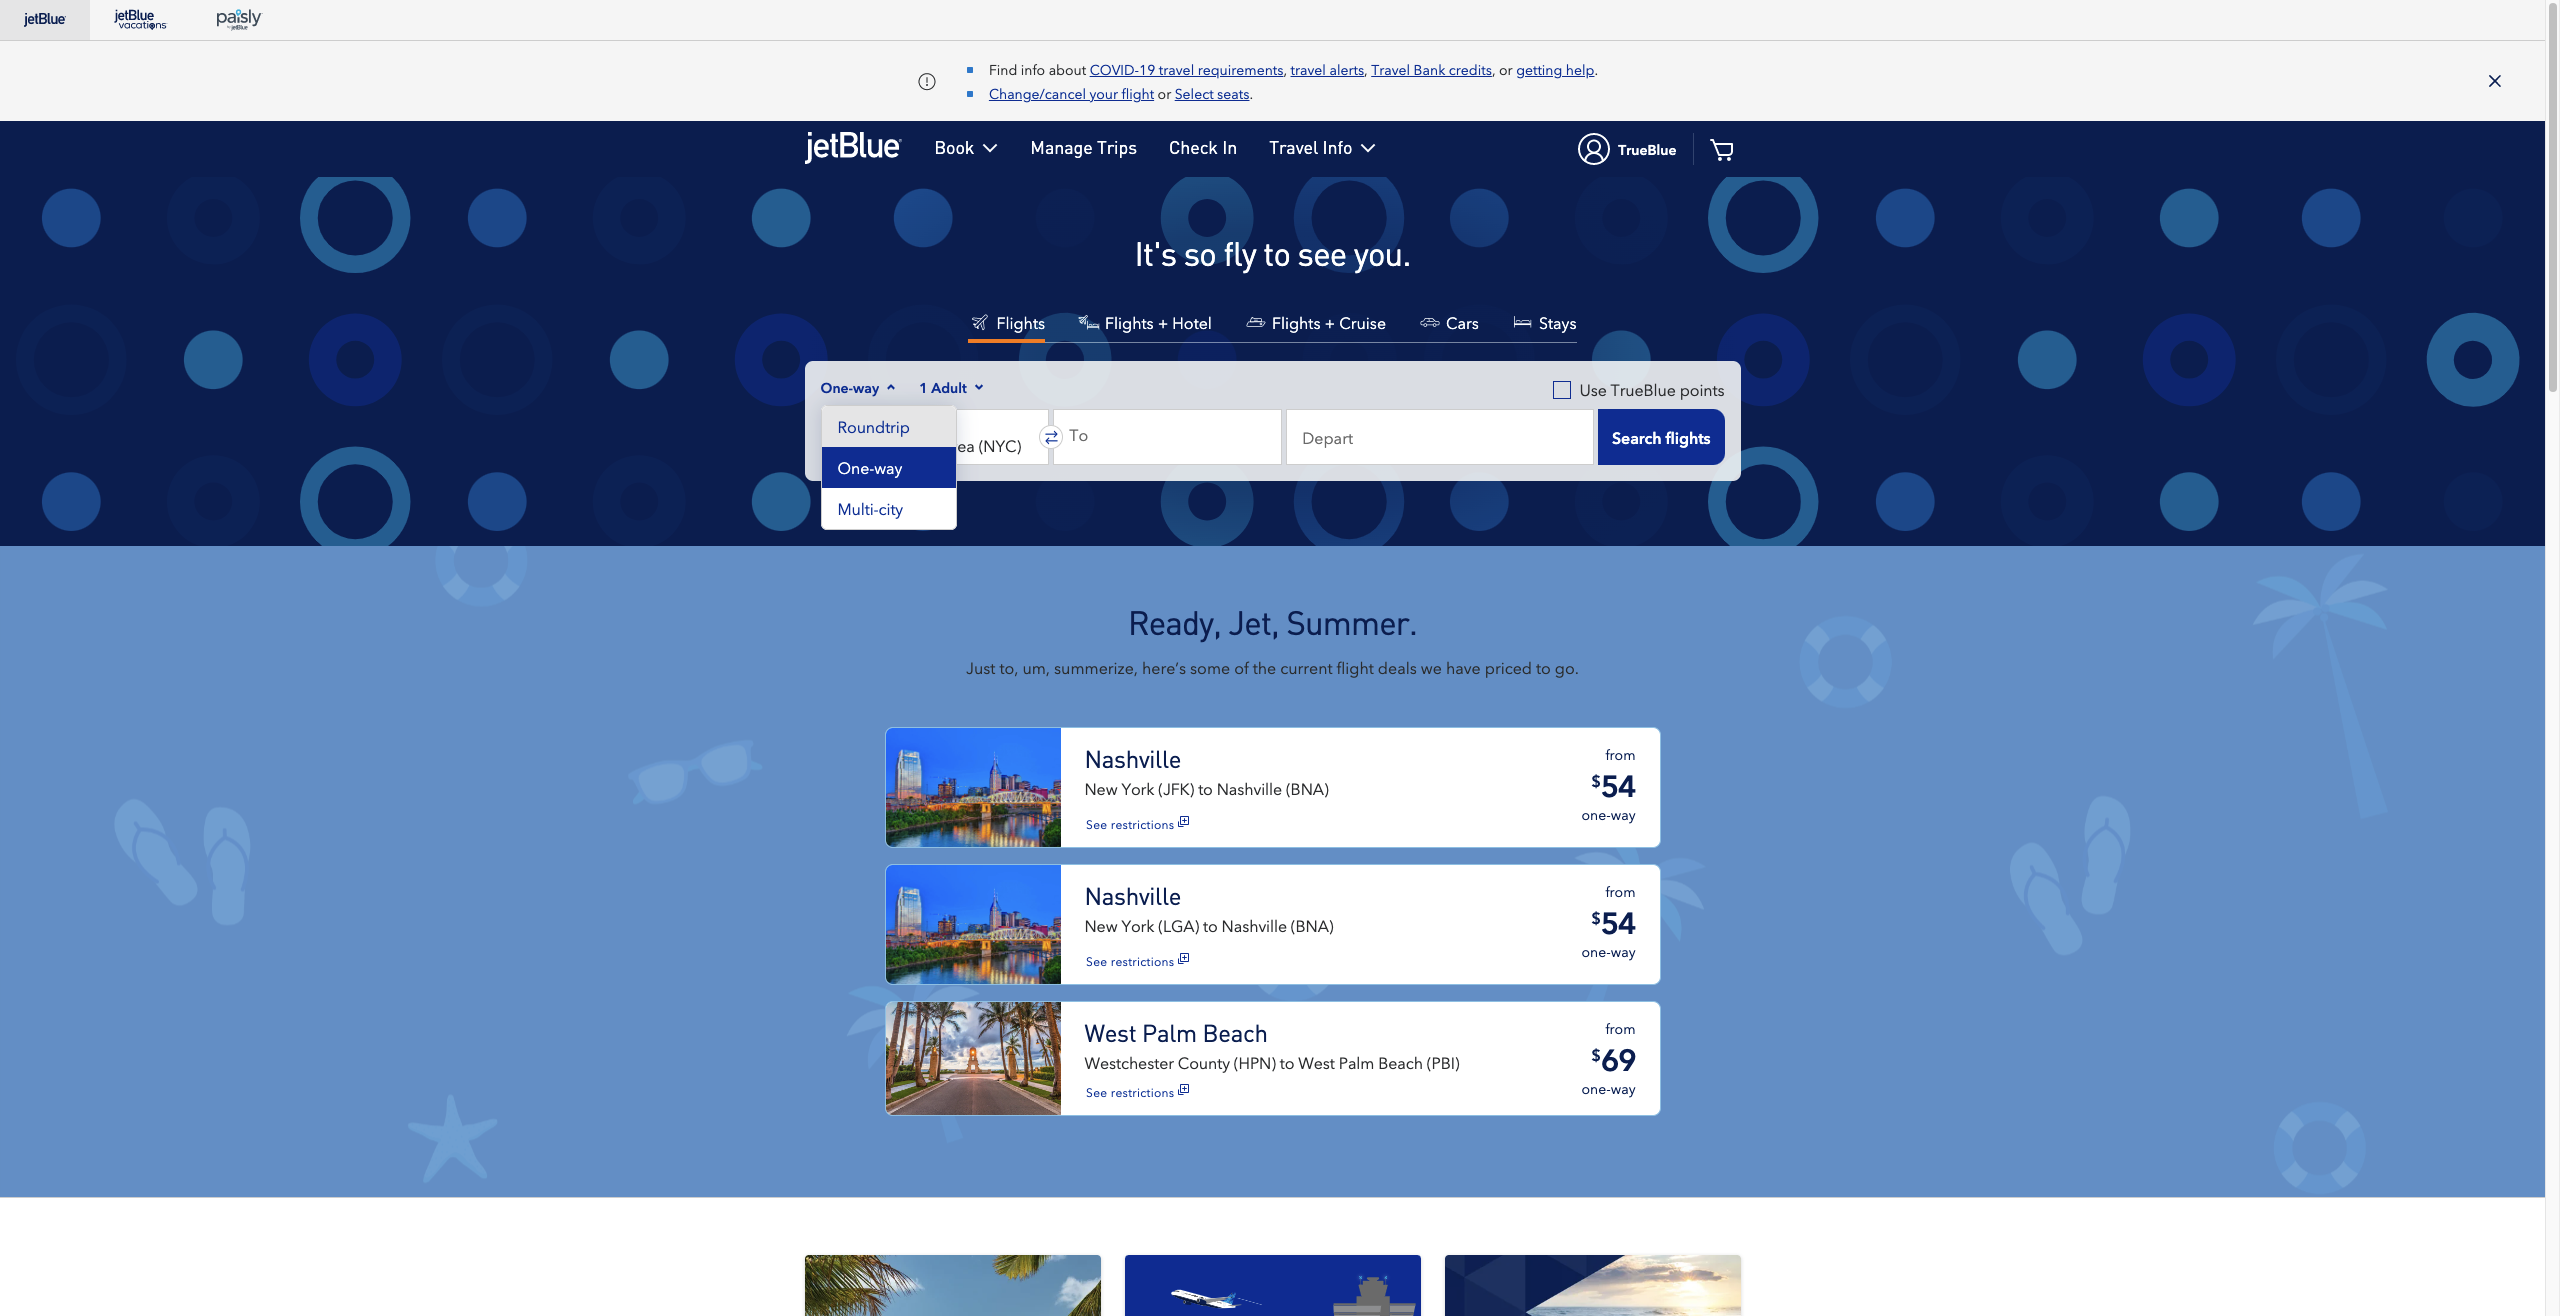 jetBlue
jetBlue vacations
paisly by jetBlue
Find info about COVID-19 travel requirements, travel alerts, Travel Bank credits, or getting help.
Change/cancel your flight or Select seats.
jetBlue Book Manage Trips Check In Travel Info TrueBlue
It's so fly to see you.
Flights Flights + Hotel Flights + Cruise Cars Stays
One-way 1 Adult Use TrueBlue points
Roundtrip
One-way
Multi-city
ea (NYC) To Depart Search flights
Ready, Jet, Summer.
Just to, um, summerize, here’s some of the current flight deals we have priced to go.
Nashville
New York (JFK) to Nashville (BNA)
See restrictions
from
$54
one-way
Nashville
New York (LGA) to Nashville (BNA)
See restrictions
from
$54
one-way
West Palm Beach
Westchester County (HPN) to West Palm Beach (PBI)
See restrictions
from
$69
one-way